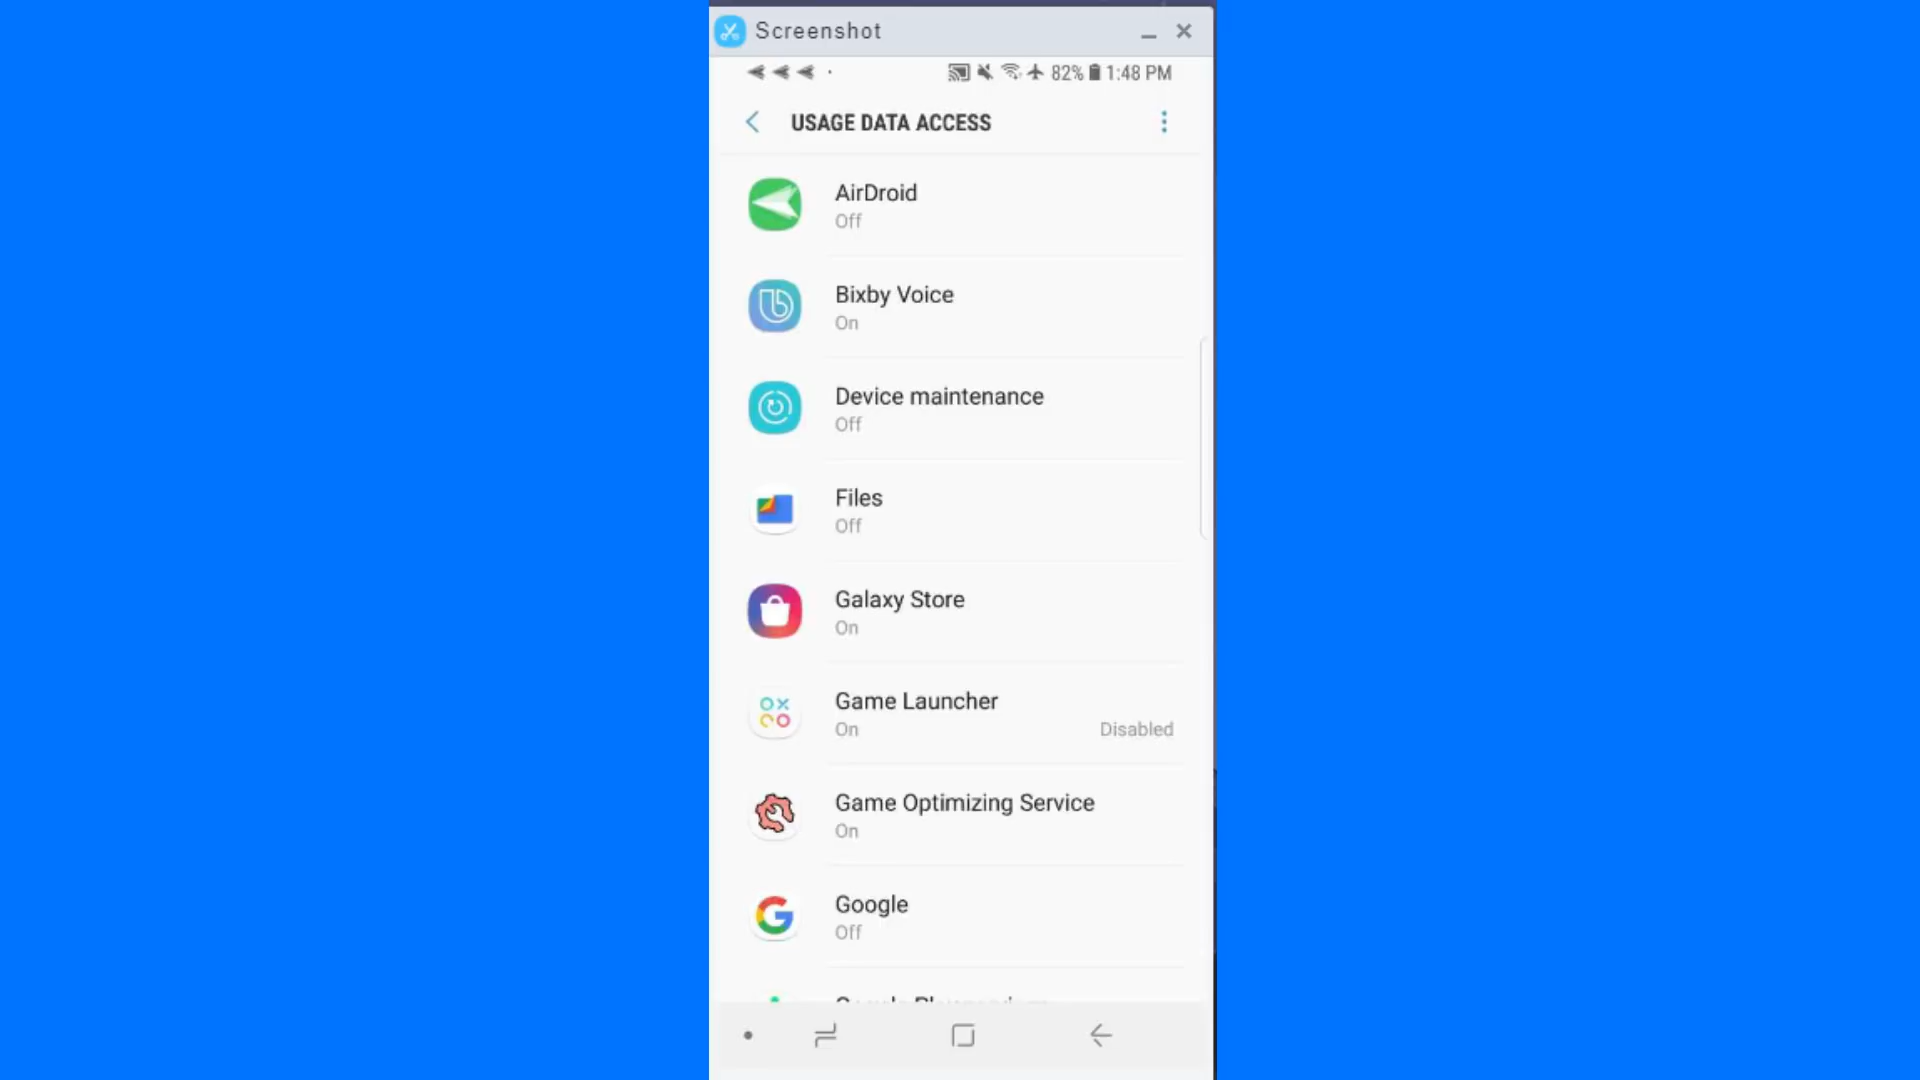 Screenshot
82% 1:48 PM
USAGE DATA ACCESS
AirDroid
Off
Bixby Voice
On
Device maintenance
Off
Files
Off
Galaxy Store
On
Game Launcher
On Disabled
Game Optimizing Service
On
Google
Off